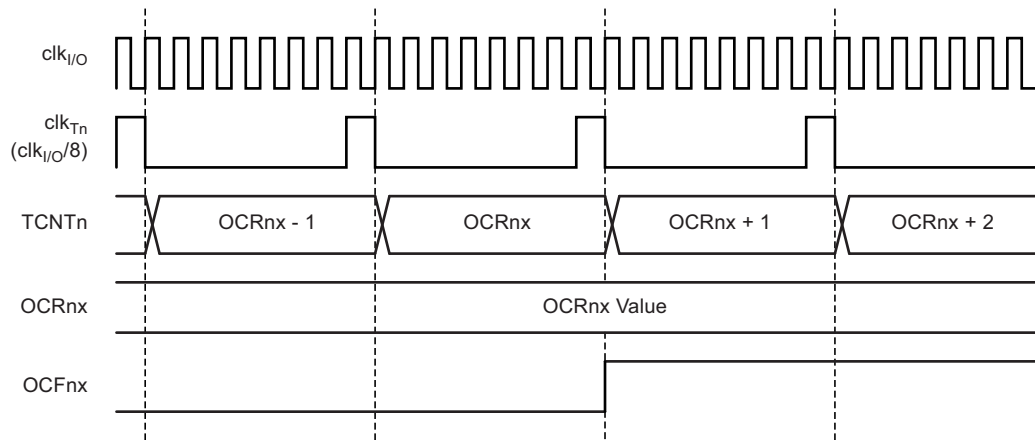 clkI/O
clkTn
(clkI/O/8)
TCNTn
OCRnx - 1
OCRnx
OCRnx + 1
OCRnx + 2
OCRnx
OCRnx Value
OCFnx